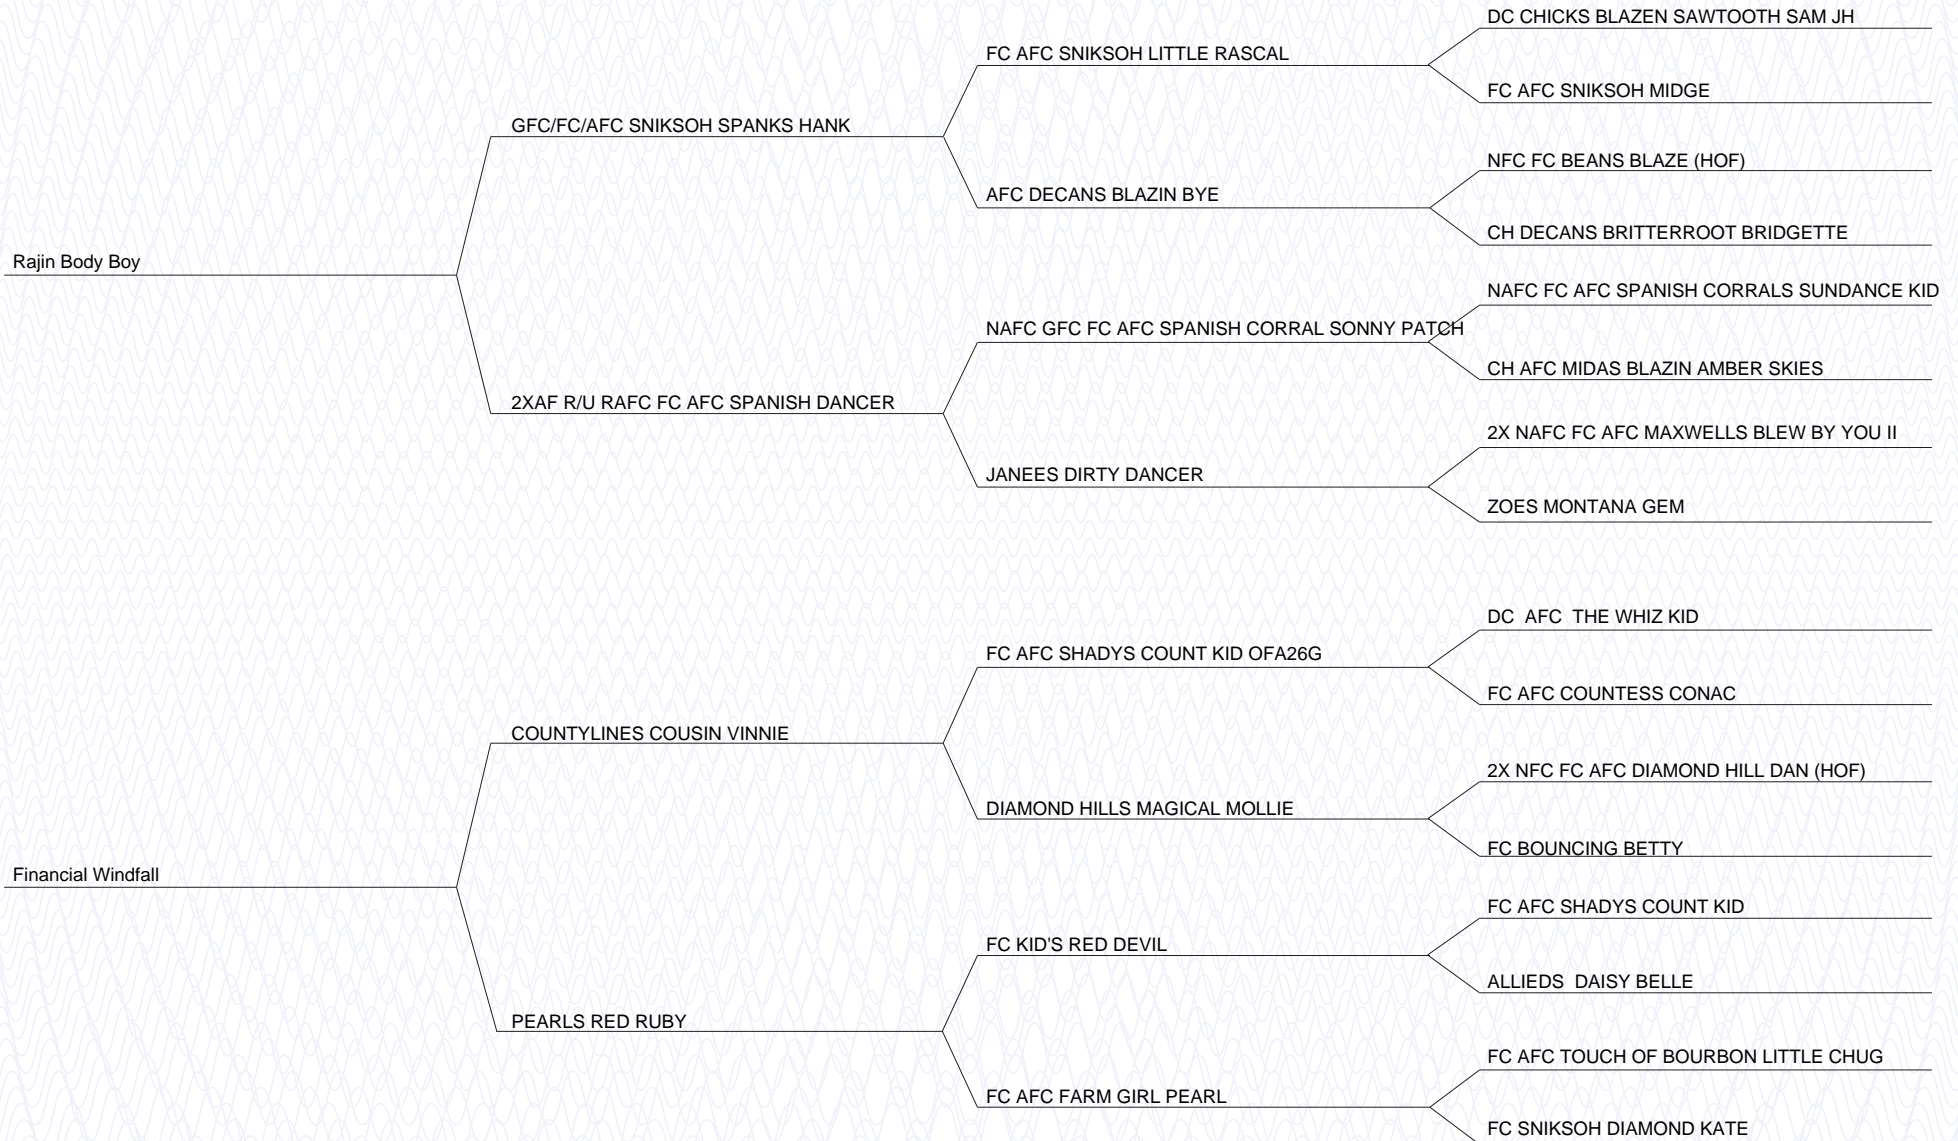 DC CHICKS BLAZEN SAWTOOTH SAM JH
FC AFC SNIKSOH LITTLE RASCAL
FC AFC SNIKSOH MIDGE
GFC/FC/AFC SNIKSOH SPANKS HANK
NFC FC BEANS BLAZE (HOF)
AFC DECANS BLAZIN BYE
CH DECANS BRITTERROOT BRIDGETTE
Rajin Body Boy
NAFC FC AFC SPANISH CORRALS SUNDANCE KID
NAFC GFC FC AFC SPANISH CORRAL SONNY PATCH
CH AFC MIDAS BLAZIN AMBER SKIES
2XAF R/U RAFC FC AFC SPANISH DANCER
2X NAFC FC AFC MAXWELLS BLEW BY YOU II
JANEES DIRTY DANCER
ZOES MONTANA GEM
DC  AFC  THE WHIZ KID
FC AFC SHADYS COUNT KID OFA26G
FC AFC COUNTESS CONAC
COUNTYLINES COUSIN VINNIE
2X NFC FC AFC DIAMOND HILL DAN (HOF)
DIAMOND HILLS MAGICAL MOLLIE
FC BOUNCING BETTY
Financial Windfall
FC AFC SHADYS COUNT KID
FC KID'S RED DEVIL
ALLIEDS  DAISY BELLE
PEARLS RED RUBY
FC AFC TOUCH OF BOURBON LITTLE CHUG
FC AFC FARM GIRL PEARL
FC SNIKSOH DIAMOND KATE